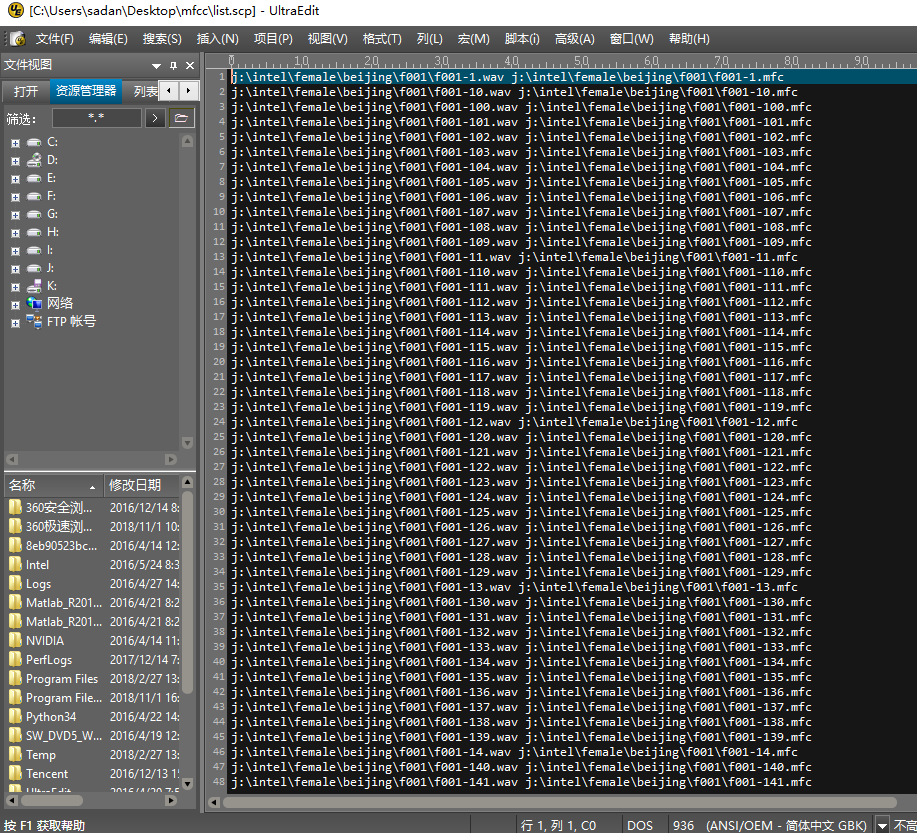 [C:\Users\sadan\Desktop\mfcc\list.scp] - UltraEdit
文件(F) 编辑(E) 搜索(S) 插入(N) 项目(P) 视图(V) 格式(T) 列(L) 宏(M) 脚本(i) 高级(A) 窗口(W) 帮助(H)
文件视图
打开 资源管理器 列表
筛选: *.*
C:
D:
E:
F:
G:
H:
I:
J:
K:
网络
FTP 帐号
名称 修改日期
360安全浏... 2016/12/14 8:
360极速浏... 2018/11/1 10:
8eb90523bc... 2016/4/14 12:
Intel 2016/5/24 8:3
Logs 2016/4/27 14:
Matlab_R201... 2016/4/21 8:2
Matlab_R201... 2016/4/21 8:2
NVIDIA 2016/4/14 11:
PerfLogs 2017/12/14 7:
Program Files 2018/2/27 13:
Program File... 2018/11/1 16:
Python34 2016/4/22 14:
SW_DVD5_W... 2016/4/19 12:
Temp 2018/2/27 13:
Tencent 2016/12/13 1
0 10 20 30 40 50 60 70 80 90
1 j:\intel\female\beijing\f001\f001-1.wav j:\intel\female\beijing\f001\f001-1.mfc
2 j:\intel\female\beijing\f001\f001-10.wav j:\intel\female\beijing\f001\f001-10.mfc
3 j:\intel\female\beijing\f001\f001-100.wav j:\intel\female\beijing\f001\f001-100.mfc
4 j:\intel\female\beijing\f001\f001-101.wav j:\intel\female\beijing\f001\f001-101.mfc
5 j:\intel\female\beijing\f001\f001-102.wav j:\intel\female\beijing\f001\f001-102.mfc
6 j:\intel\female\beijing\f001\f001-103.wav j:\intel\female\beijing\f001\f001-103.mfc
7 j:\intel\female\beijing\f001\f001-104.wav j:\intel\female\beijing\f001\f001-104.mfc
8 j:\intel\female\beijing\f001\f001-105.wav j:\intel\female\beijing\f001\f001-105.mfc
9 j:\intel\female\beijing\f001\f001-106.wav j:\intel\female\beijing\f001\f001-106.mfc
10 j:\intel\female\beijing\f001\f001-107.wav j:\intel\female\beijing\f001\f001-107.mfc
11 j:\intel\female\beijing\f001\f001-108.wav j:\intel\female\beijing\f001\f001-108.mfc
12 j:\intel\female\beijing\f001\f001-109.wav j:\intel\female\beijing\f001\f001-109.mfc
13 j:\intel\female\beijing\f001\f001-11.wav j:\intel\female\beijing\f001\f001-11.mfc
14 j:\intel\female\beijing\f001\f001-110.wav j:\intel\female\beijing\f001\f001-110.mfc
15 j:\intel\female\beijing\f001\f001-111.wav j:\intel\female\beijing\f001\f001-111.mfc
16 j:\intel\female\beijing\f001\f001-112.wav j:\intel\female\beijing\f001\f001-112.mfc
17 j:\intel\female\beijing\f001\f001-113.wav j:\intel\female\beijing\f001\f001-113.mfc
18 j:\intel\female\beijing\f001\f001-114.wav j:\intel\female\beijing\f001\f001-114.mfc
19 j:\intel\female\beijing\f001\f001-115.wav j:\intel\female\beijing\f001\f001-115.mfc
20 j:\intel\female\beijing\f001\f001-116.wav j:\intel\female\beijing\f001\f001-116.mfc
21 j:\intel\female\beijing\f001\f001-117.wav j:\intel\female\beijing\f001\f001-117.mfc
22 j:\intel\female\beijing\f001\f001-118.wav j:\intel\female\beijing\f001\f001-118.mfc
23 j:\intel\female\beijing\f001\f001-119.wav j:\intel\female\beijing\f001\f001-119.mfc
24 j:\intel\female\beijing\f001\f001-12.wav j:\intel\female\beijing\f001\f001-12.mfc
25 j:\intel\female\beijing\f001\f001-120.wav j:\intel\female\beijing\f001\f001-120.mfc
26 j:\intel\female\beijing\f001\f001-121.wav j:\intel\female\beijing\f001\f001-121.mfc
27 j:\intel\female\beijing\f001\f001-122.wav j:\intel\female\beijing\f001\f001-122.mfc
28 j:\intel\female\beijing\f001\f001-123.wav j:\intel\female\beijing\f001\f001-123.mfc
29 j:\intel\female\beijing\f001\f001-124.wav j:\intel\female\beijing\f001\f001-124.mfc
30 j:\intel\female\beijing\f001\f001-125.wav j:\intel\female\beijing\f001\f001-125.mfc
31 j:\intel\female\beijing\f001\f001-126.wav j:\intel\female\beijing\f001\f001-126.mfc
32 j:\intel\female\beijing\f001\f001-127.wav j:\intel\female\beijing\f001\f001-127.mfc
33 j:\intel\female\beijing\f001\f001-128.wav j:\intel\female\beijing\f001\f001-128.mfc
34 j:\intel\female\beijing\f001\f001-129.wav j:\intel\female\beijing\f001\f001-129.mfc
35 j:\intel\female\beijing\f001\f001-13.wav j:\intel\female\beijing\f001\f001-13.mfc
36 j:\intel\female\beijing\f001\f001-130.wav j:\intel\female\beijing\f001\f001-130.mfc
37 j:\intel\female\beijing\f001\f001-131.wav j:\intel\female\beijing\f001\f001-131.mfc
38 j:\intel\female\beijing\f001\f001-132.wav j:\intel\female\beijing\f001\f001-132.mfc
39 j:\intel\female\beijing\f001\f001-133.wav j:\intel\female\beijing\f001\f001-133.mfc
40 j:\intel\female\beijing\f001\f001-134.wav j:\intel\female\beijing\f001\f001-134.mfc
41 j:\intel\female\beijing\f001\f001-135.wav j:\intel\female\beijing\f001\f001-135.mfc
42 j:\intel\female\beijing\f001\f001-136.wav j:\intel\female\beijing\f001\f001-136.mfc
43 j:\intel\female\beijing\f001\f001-137.wav j:\intel\female\beijing\f001\f001-137.mfc
44 j:\intel\female\beijing\f001\f001-138.wav j:\intel\female\beijing\f001\f001-138.mfc
45 j:\intel\female\beijing\f001\f001-139.wav j:\intel\female\beijing\f001\f001-139.mfc
46 j:\intel\female\beijing\f001\f001-14.wav j:\intel\female\beijing\f001\f001-14.mfc
47 j:\intel\female\beijing\f001\f001-140.wav j:\intel\female\beijing\f001\f001-140.mfc
48 j:\intel\female\beijing\f001\f001-141.wav j:\intel\female\beijing\f001\f001-141.mfc
按 F1 获取帮助 行 1, 列 1, C0 DOS 936 (ANSI/OEM - 简体中文 GBK) 不高